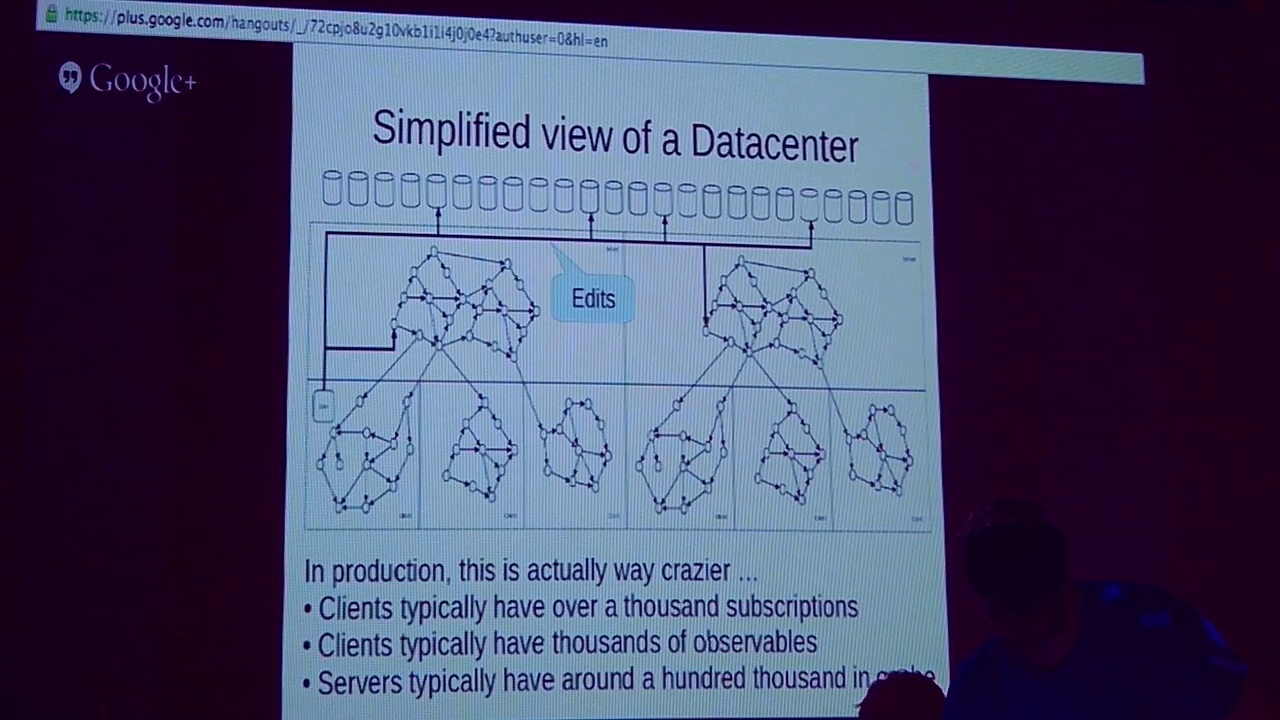 https://plus.google.com/hangouts/_/72cpjo8u2g10vkb1i1i4j0j0e4?authuser=0&hl=en
Google+
Simplified view of a Datacenter
Edits
In production, this is actually way crazier ...
• Clients typically have over a thousand subscriptions
• Clients typically have thousands of observables
• Servers typically have around a hundred thousand in